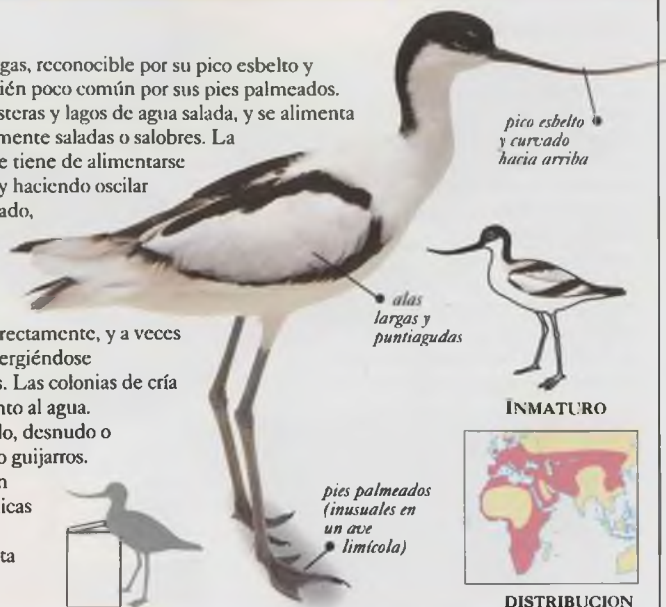 gas, reconocible por su pico esbelto y
ién poco común por sus pies palmeados.
steras y lagos de agua salada, y se alimenta
mente saladas o salobres. La
e tiene de alimentarse
y haciendo oscilar
ado,
rectamente, y a veces
ergiéndose
s. Las colonias de cría
nto al agua.
lo, desnudo o
o guijarros.
n
icas
ta
pico esbelto
y curvado
hacia arriba
alas
largas y
puntiagudas
INMATURO
pies palmeados
(inusuales en
un ave
limícola)
DISTRIBUCION